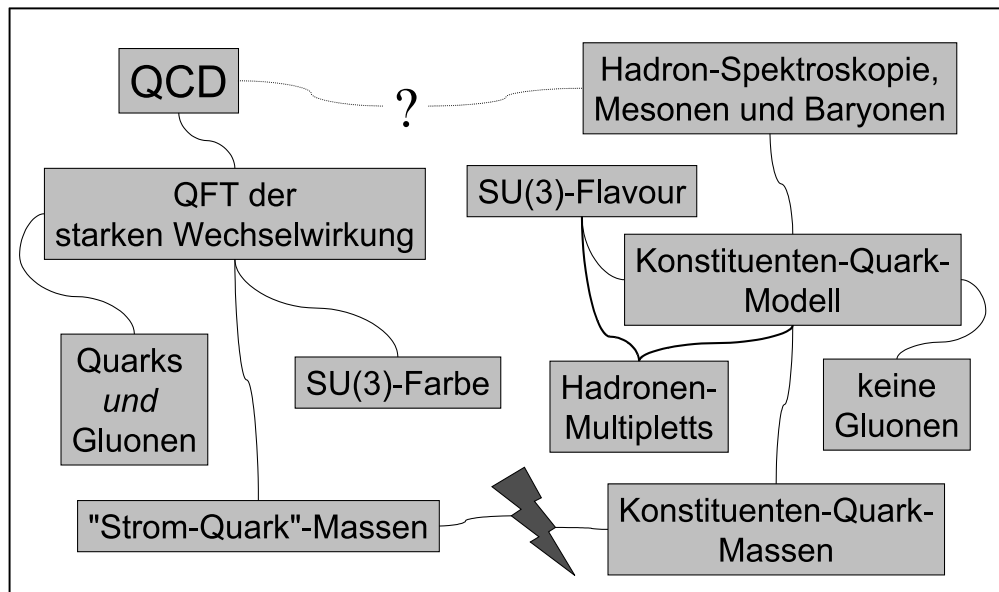 QCD
?
Hadron-Spektroskopie,
Mesonen und Baryonen
QFT der
starken Wechselwirkung
SU(3)-Flavour
Konstituenten-Quark-
Modell
Quarks
und
Gluonen
SU(3)-Farbe
Hadronen-
Multipletts
keine
Gluonen
"Strom-Quark"-Massen
Konstituenten-Quark-
Massen